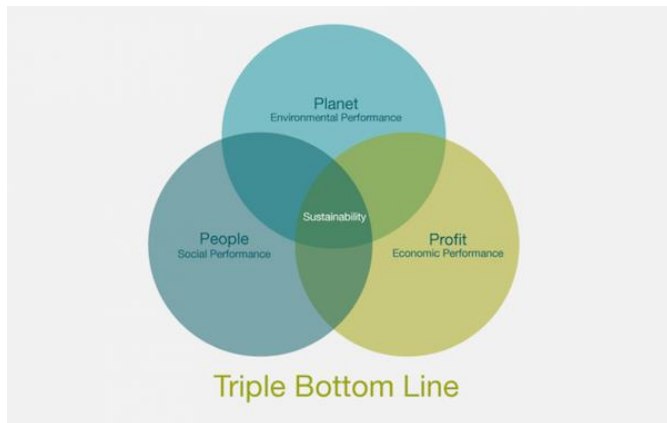 Planet
Environmental Performance
Sustainability
People
Social Performance
Profit
Economic Performance
Triple Bottom Line